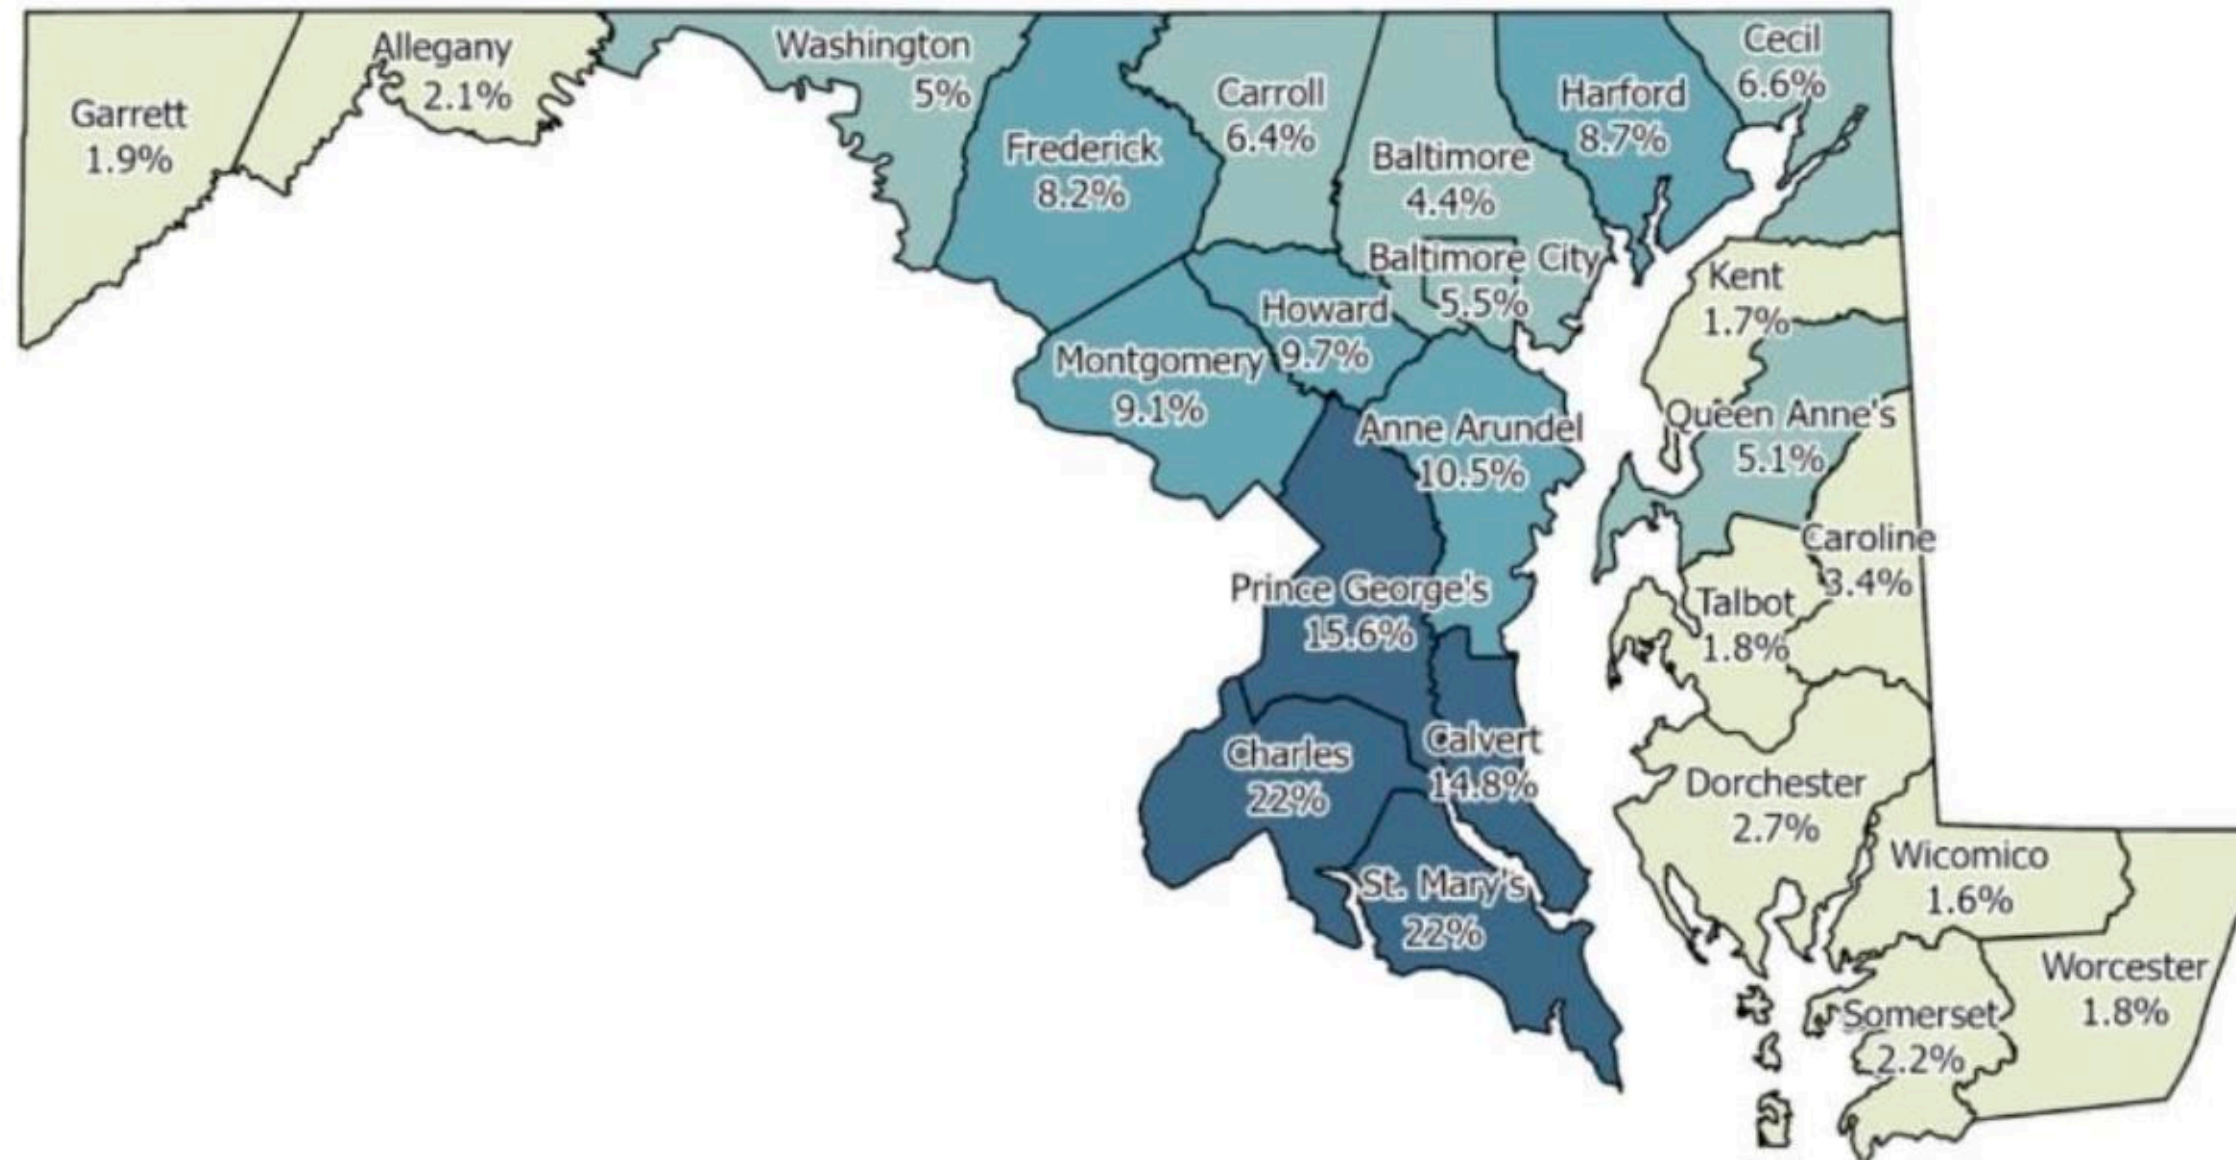 Garrett
1.9%
Allegany
2.1%
Washington
5%
Frederick
8.2%
Carroll
6.4%
Baltimore
4.4%
Baltimore City
5.5%
Harford
8.7%
Cecil
6.6%
Kent
1.7%
Howard
9.7%
Montgomery
9.1%
Anne Arundel
10.5%
Queen Anne's
5.1%
Caroline
3.4%
Talbot
1.8%
Prince George's
15.6%
Charles
22%
Calvert
14.8%
St. Mary's
22%
Dorchester
2.7%
Wicomico
1.6%
Worcester
1.8%
Somerset
2.2%